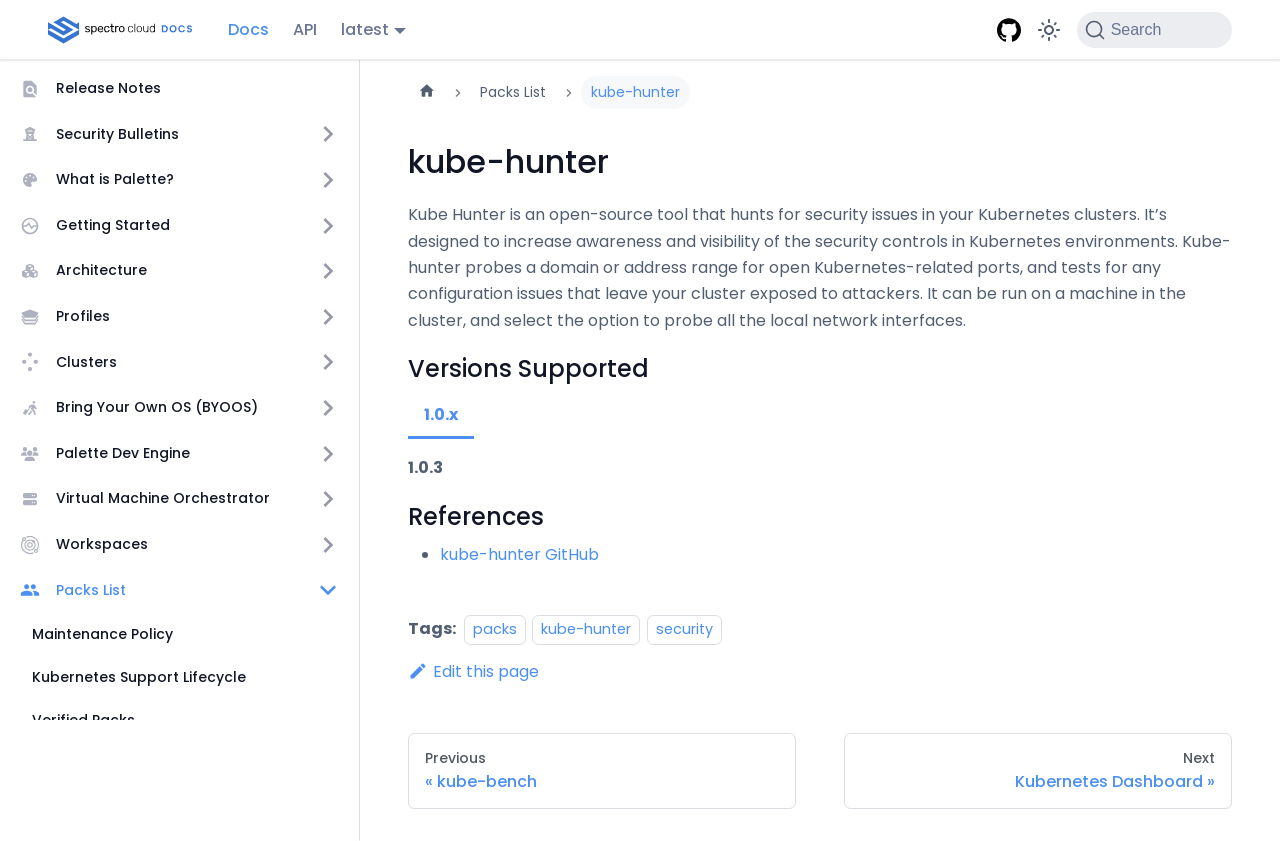 spectro cloud DOCS Docs API latest Search
Release Notes
Security Bulletins
What is Palette?
Getting Started
Architecture
Profiles
Clusters
Bring Your Own OS (BYOOS)
Palette Dev Engine
Virtual Machine Orchestrator
Workspaces
Packs List
Maintenance Policy
Kubernetes Support Lifecycle
Verified Packs
Packs List kube-hunter
kube-hunter
Kube Hunter is an open-source tool that hunts for security issues in your Kubernetes clusters. It’s
designed to increase awareness and visibility of the security controls in Kubernetes environments. Kube-
hunter probes a domain or address range for open Kubernetes-related ports, and tests for any
configuration issues that leave your cluster exposed to attackers. It can be run on a machine in the
cluster, and select the option to probe all the local network interfaces.
Versions Supported
1.0.x
1.0.3
References
kube-hunter GitHub
Tags: packs kube-hunter security
Edit this page
Previous
« kube-bench
Next
Kubernetes Dashboard »